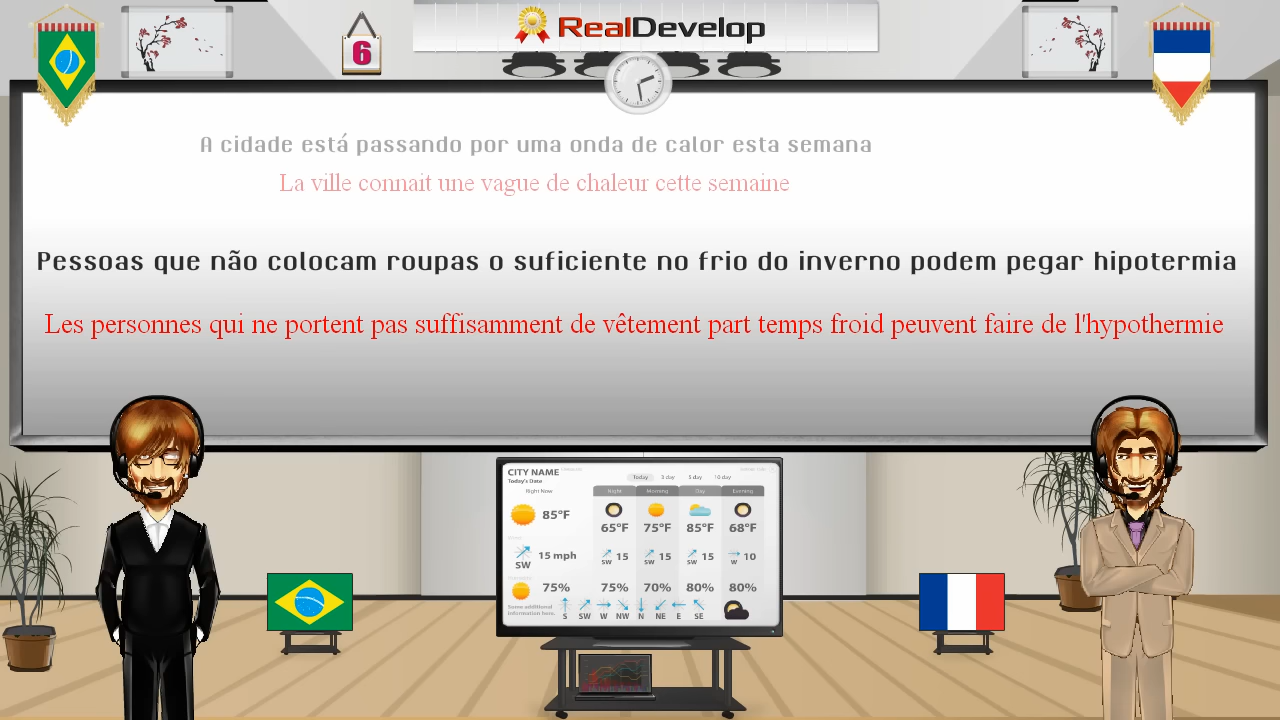 6
RealDevelop
A cidade está passando por uma onda de calor esta semana
La ville connait une vague de chaleur cette semaine
Pessoas que não colocam roupas o suficiente no frio do inverno podem pegar hipotermia
Les personnes qui ne portent pas suffisamment de vêtement part temps froid peuvent faire de l'hypothermie
CITY NAME
Today's Date
Today 3 day 5 day 10 day
Right Now
Night Morning Day Evening
85°F
65°F 75°F 85°F 68°F
SW 15 mph
SW 15 SW 15 SW 15 W 10
75% 75% 70% 80% 80%
Some additional
information here.
S SW W NW N NE E SE